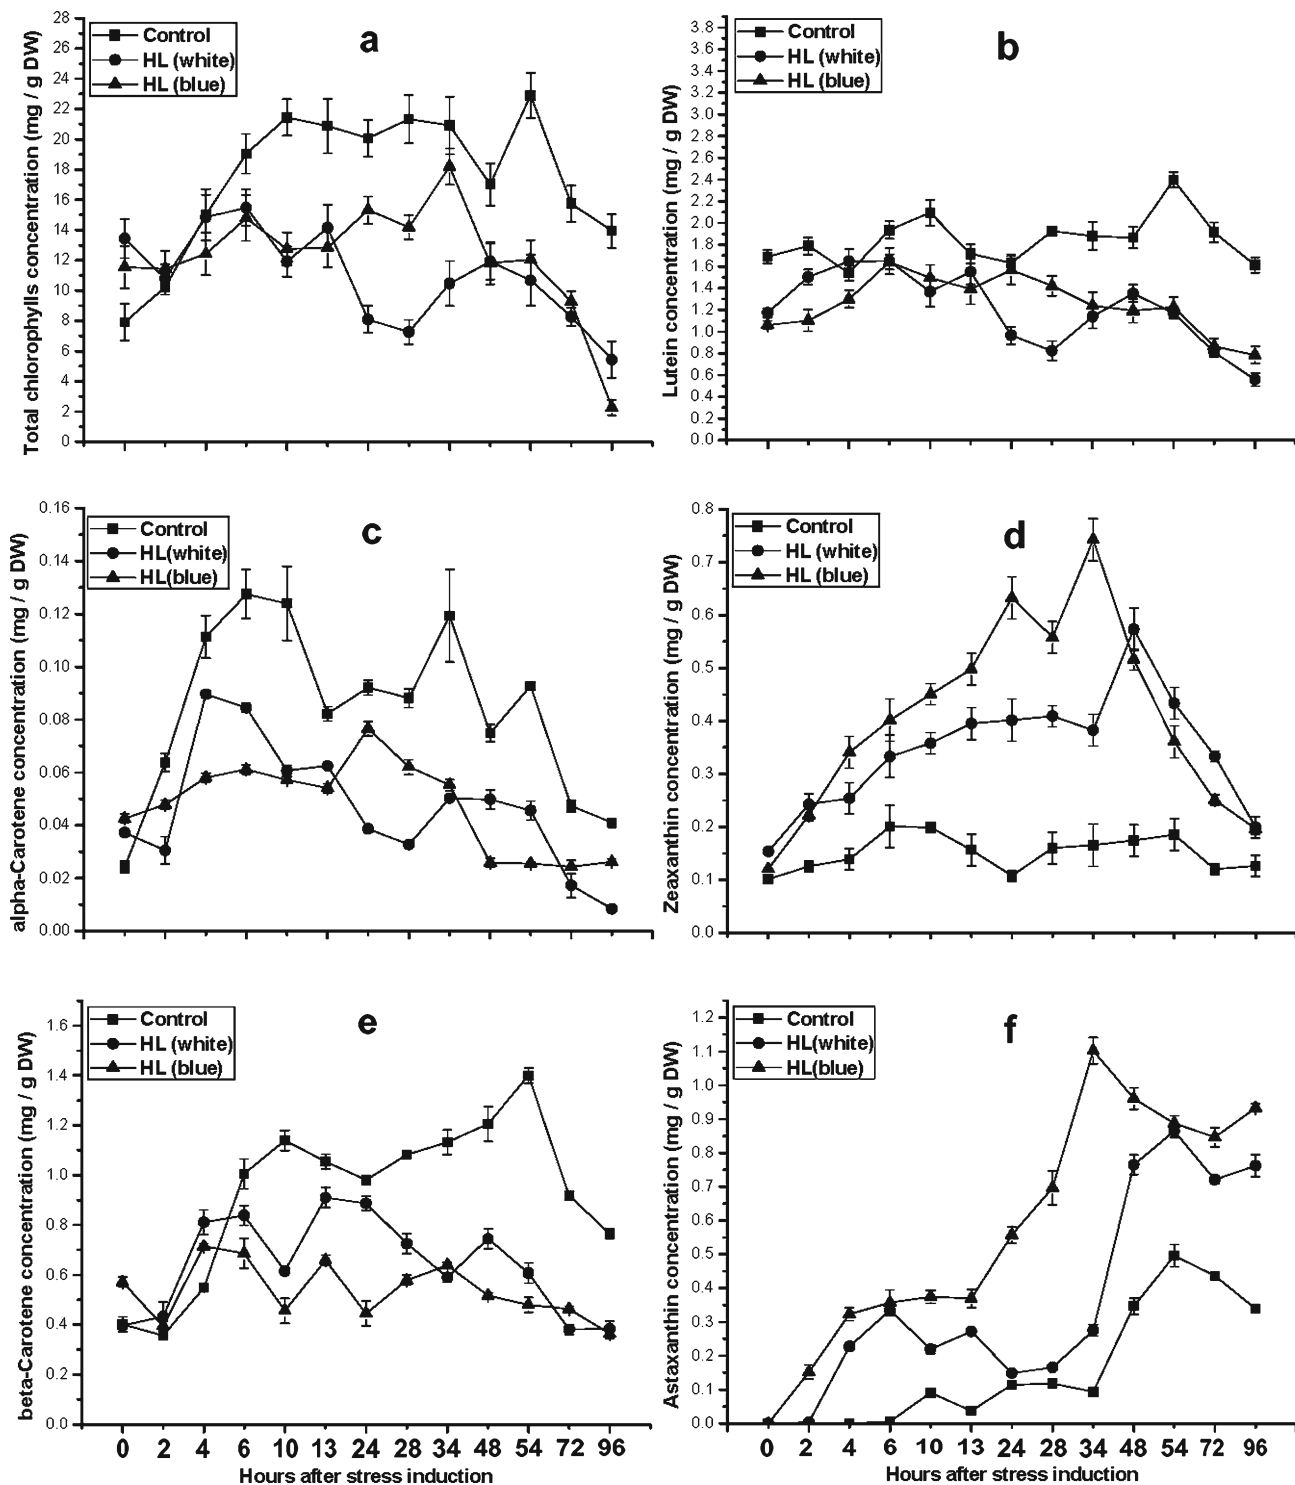 a
Control
HL (white)
HL (blue)
Total chlorophylls concentration (mg / g DW)
28
26
24
22
20
18
16
14
12
10
8
6
4
2
0
b
Control
HL (white)
HL (blue)
Lutein concentration (mg / g DW)
3.8
3.6
3.4
3.2
3.0
2.8
2.6
2.4
2.2
2.0
1.8
1.6
1.4
1.2
1.0
0.8
0.6
0.4
0.2
0.0
c
Control
HL(white)
HL(blue)
alpha-Carotene concentration (mg / g DW)
0.16
0.14
0.12
0.10
0.08
0.06
0.04
0.02
0.00
d
Control
HL (white)
HL (blue)
Zeaxanthin concentration (mg / g DW)
0.8
0.7
0.6
0.5
0.4
0.3
0.2
0.1
0.0
e
Control
HL (white)
HL (blue)
beta-Carotene concentration (mg / g DW)
1.6
1.4
1.2
1.0
0.8
0.6
0.4
0.2
0.0
0 2 4 6 10 13 24 28 34 48 54 72 96
Hours after stress induction
f
Control
HL(white)
HL(blue)
Astaxanthin concentration (mg / g DW)
1.2
1.1
1.0
0.9
0.8
0.7
0.6
0.5
0.4
0.3
0.2
0.1
0.0
0 2 4 6 10 13 24 28 34 48 54 72 96
Hours after stress induction